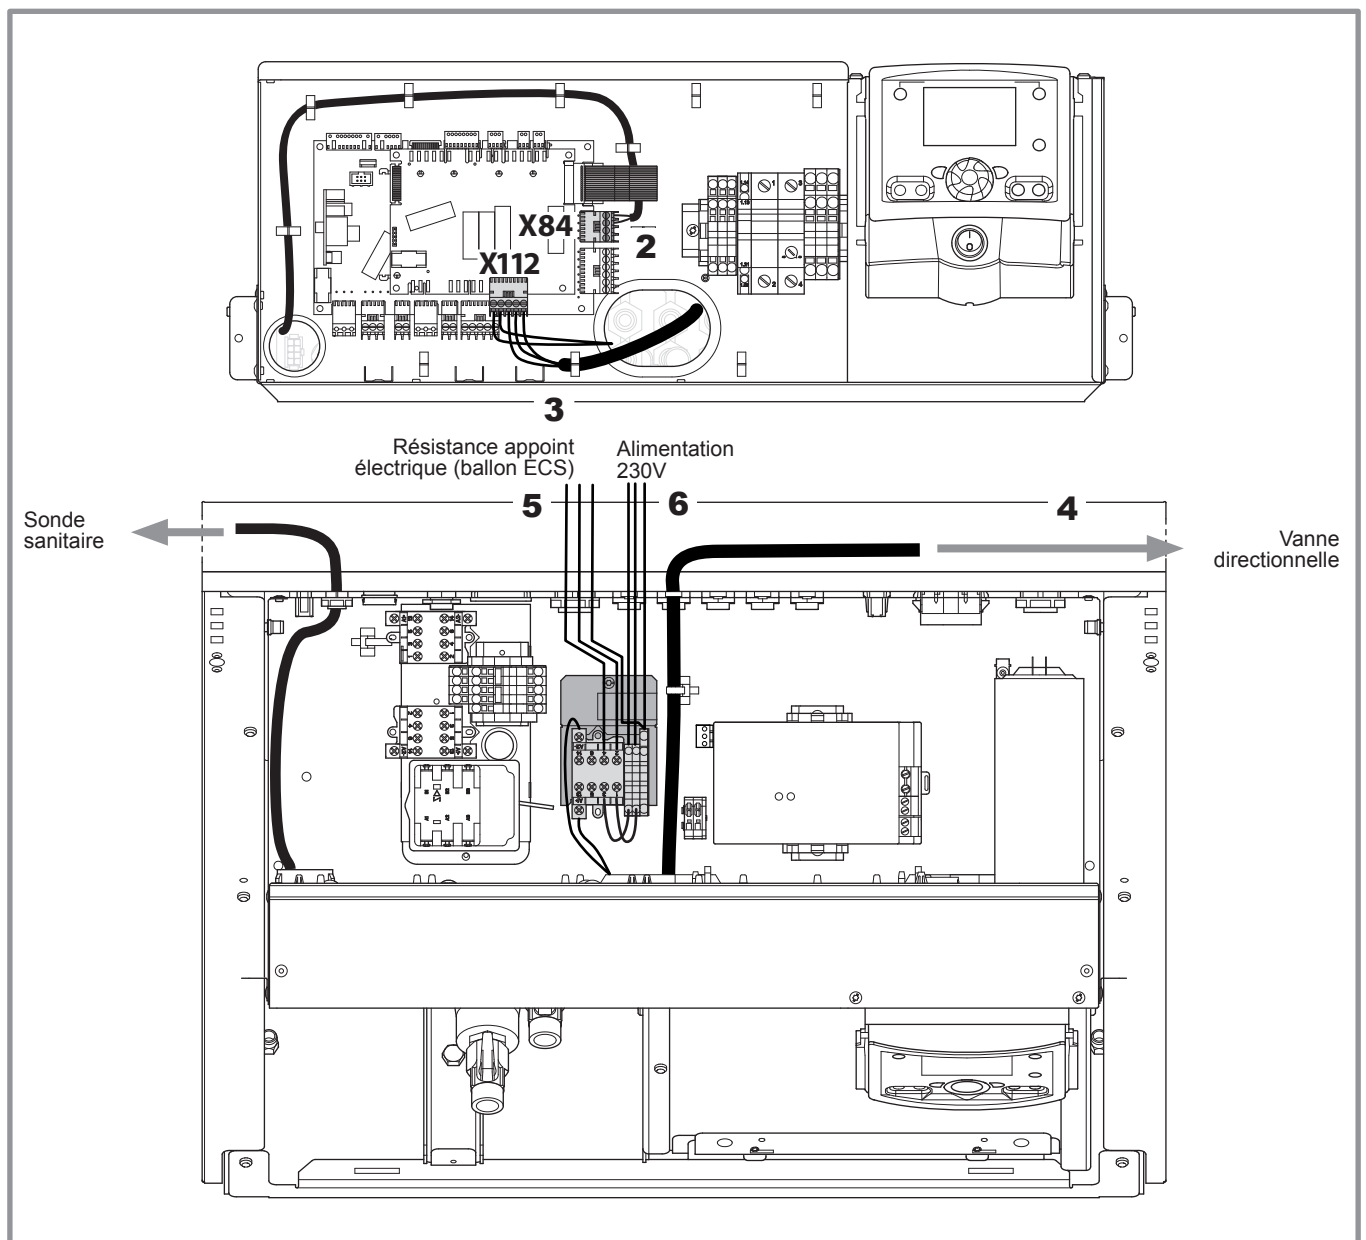 X84
2
X112
3
Résistance appoint
électrique (ballon ECS)
Alimentation
230V
5
6
4
Sonde
sanitaire
Vanne
directionnelle